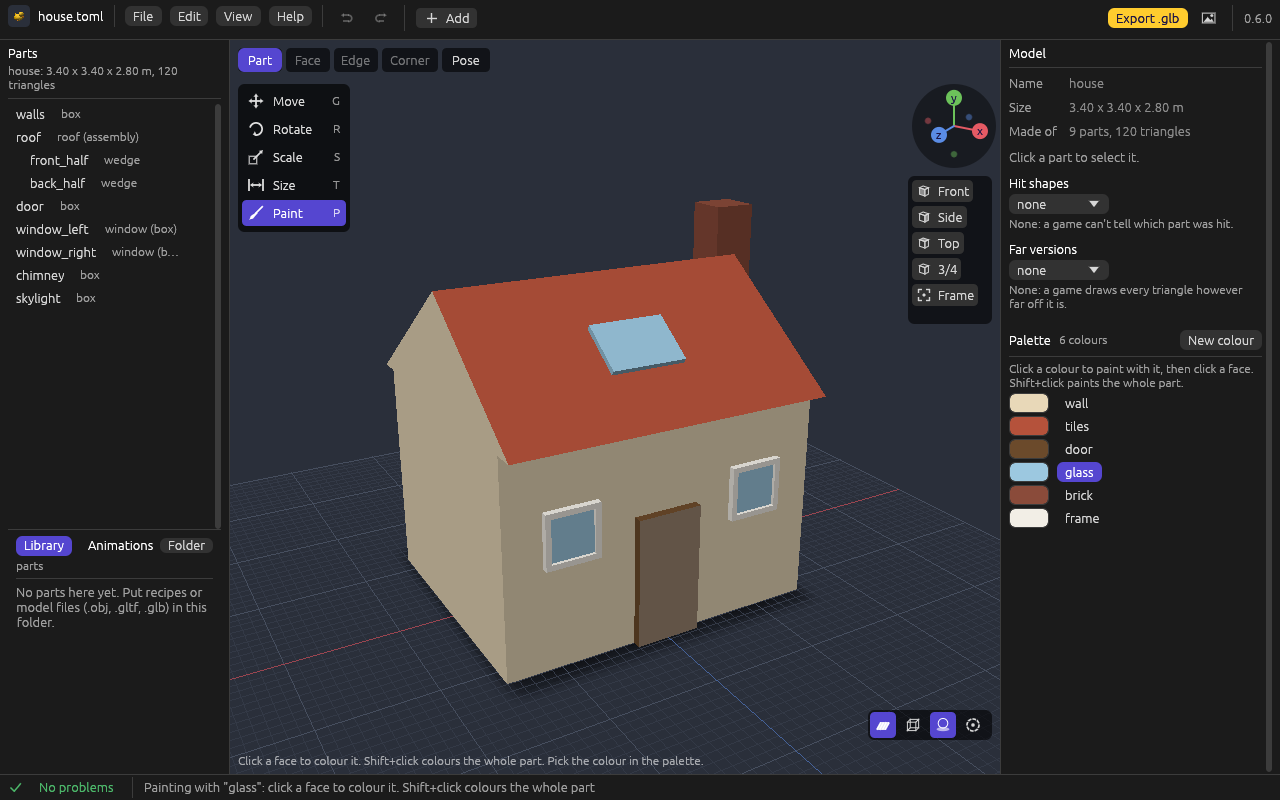 house.toml File Edit View Help Add Export .glb 0.6.0
Parts
house: 3.40 x 3.40 x 2.80 m, 120
triangles
walls box
roof roof (assembly)
front_half wedge
back_half wedge
door box
window_left window (box)
window_right window (b...
chimney box
skylight box
Library Animations Folder
parts
No parts here yet. Put recipes or
model files (.obj, .gltf, .glb) in this
folder.
Part Face Edge Corner Pose
Move G
Rotate R
Scale S
Size T
Paint P
y
x
z
Front
Side
Top
3/4
Frame
Click a face to colour it. Shift+click colours the whole part. Pick the colour in the palette.
Model
Name house
Size 3.40 x 3.40 x 2.80 m
Made of 9 parts, 120 triangles
Click a part to select it.
Hit shapes
none
None: a game can't tell which part was hit.
Far versions
none
None: a game draws every triangle however
far off it is.
Palette 6 colours New colour
Click a colour to paint with it, then click a face.
Shift+click paints the whole part.
wall
tiles
door
glass
brick
frame
No problems Painting with "glass": click a face to colour it. Shift+click colours the whole part